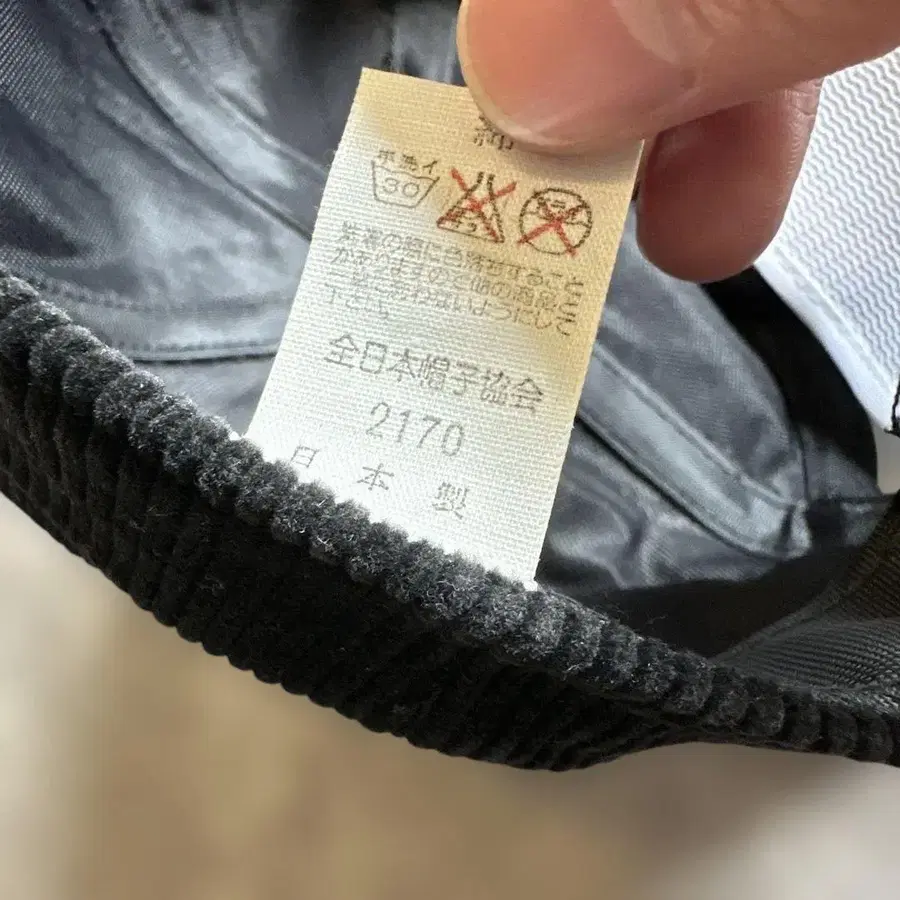 綿
手洗イ
30
洗濯の際に色落ちすること
がありますので他の洗濯と
一緒に行わないようにして
下さい。
全日本帽子協会
2170
日本製